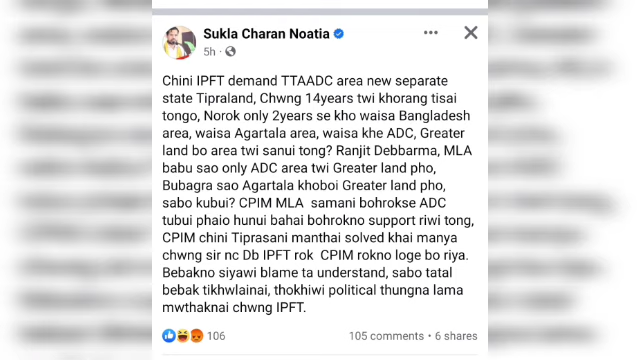 Sukla Charan Noatia
5h ·
Chini IPFT demand TTAADC area new separate
state Tipraland, Chwng 14years twi khorang tisai
tongo, Norok only 2years se kho waisa Bangladesh
area, waisa Agartala area, waisa khe ADC, Greater
land bo area twi sanui tong? Ranjit Debbarma, MLA
babu sao only ADC area twi Greater land pho,
Bubagra sao Agartala khoboi Greater land pho,
sabo kubui? CPIM MLA samani bohrokse ADC
tubui phaio hunui bahai bohrokno support riwi tong,
CPIM chini Tiprasani manthai solved khai manya
chwng sir nc Db IPFT rok CPIM rokno loge bo riya.
Bebakno siyawi blame ta understand, sabo tatal
bebak tikhwlainai, thokhiwi political thungna lama
mwthaknai chwng IPFT.
106
105 comments • 6 shares